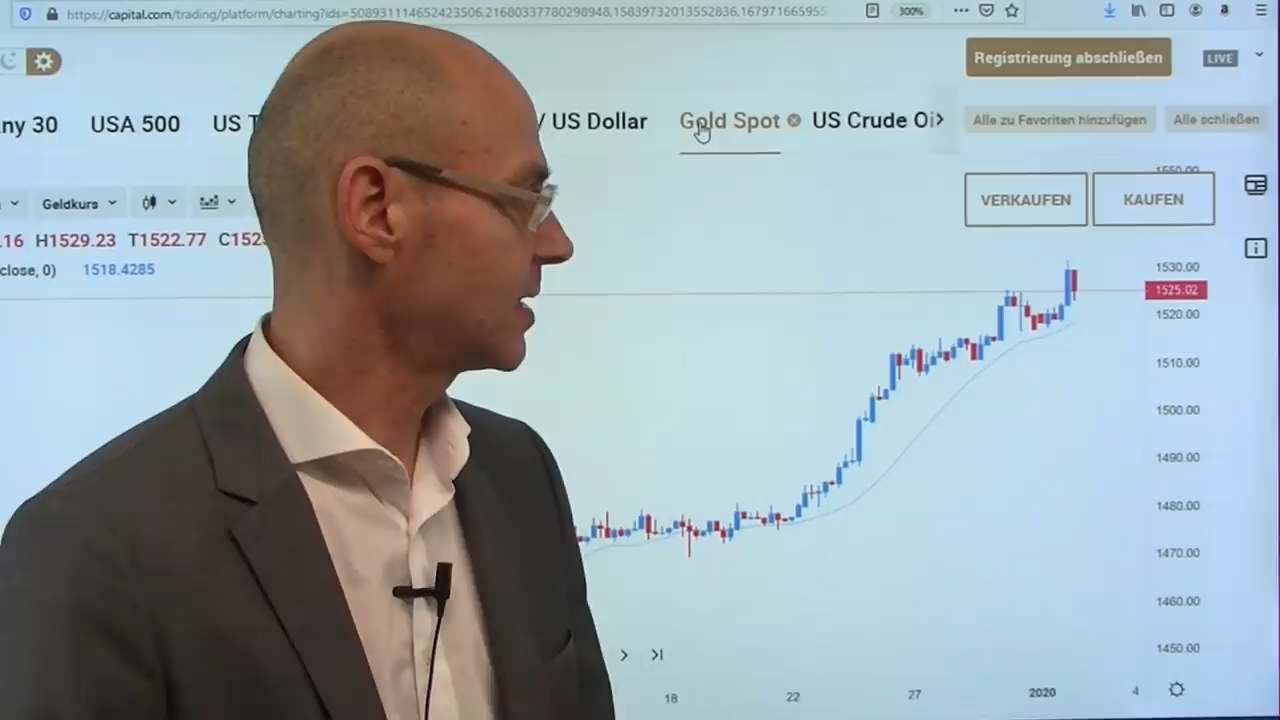 https://capital.com/trading/platform/charting?ids=508931114652423506,21680337780298948,15839732013552836,167971665955
300%
Registrierung abschließen
LIVE
ny 30 USA 500 US T / US Dollar Gold Spot US Crude Oi
Alle zu Favoriten hinzufügen Alle schließen
Geldkurs
VERKAUFEN KAUFEN
.16 H1529.23 T1522.77 C152
close, 0) 1518.4285
1530.00
1525.02
1520.00
1510.00
1500.00
1490.00
1480.00
1470.00
1460.00
1450.00
18 22 27 2020 4